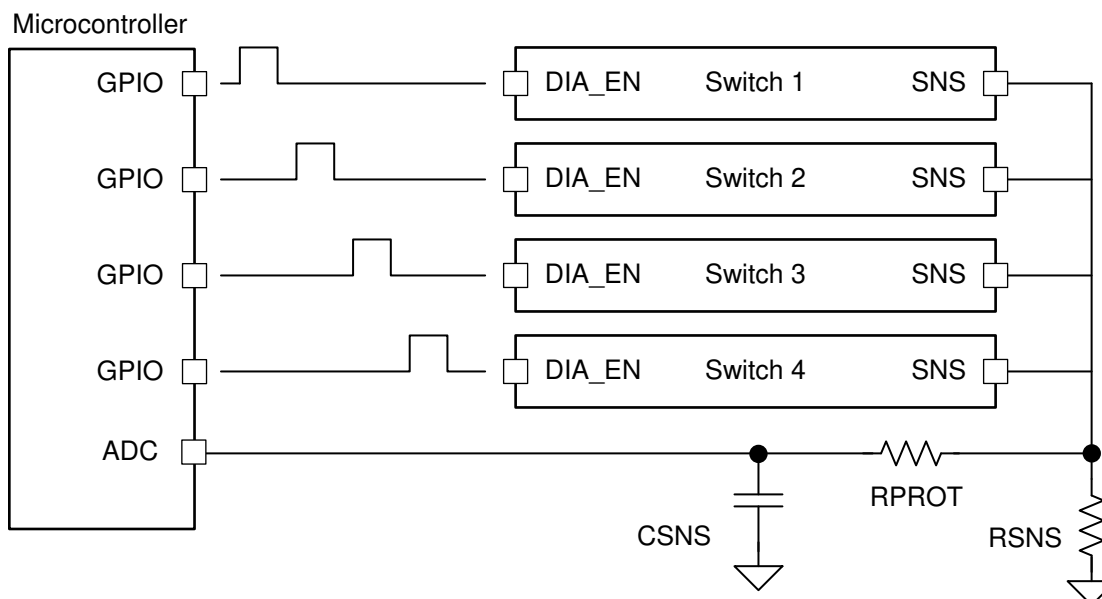 Microcontroller
GPIO DIA_EN Switch 1 SNS
GPIO DIA_EN Switch 2 SNS
GPIO DIA_EN Switch 3 SNS
GPIO DIA_EN Switch 4 SNS
ADC
RPROT
CSNS RSNS